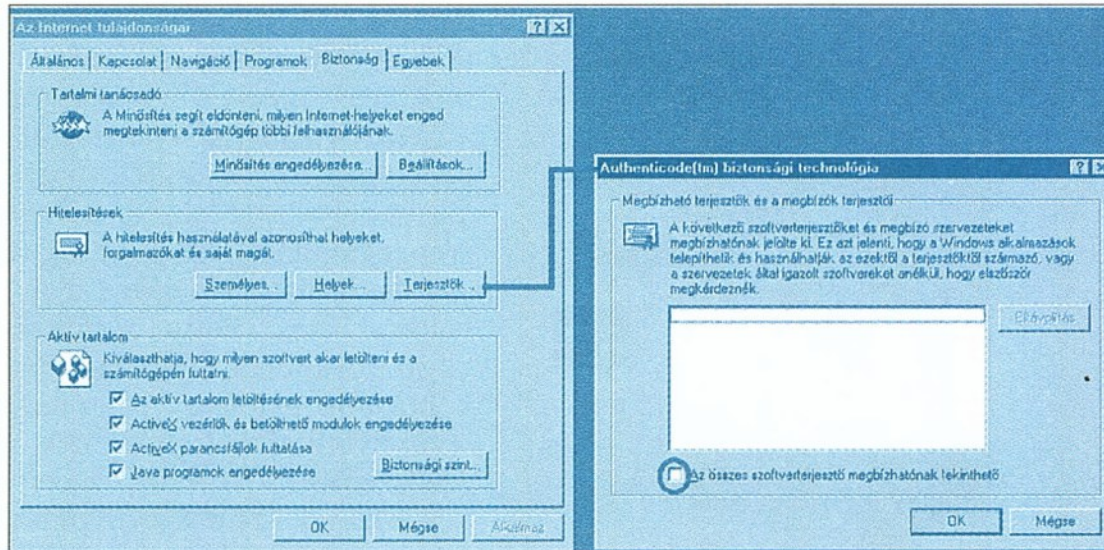 Az Internet tulajdonságai
Általános Kapcsolat Navigáció Programok Biztonság Egyebek
Tartalmi tanácsadó
A Minősítés segít eldönteni, milyen Internet-helyeket enged
megtekinteni a számítógép többi felhasználójának.
Minősítés engedélyezése... Beállítások...
Hitelesítések
A hitelesítés használatával azonosíthat helyeket,
forgalmazókat és saját magát.
Személyes... Helyek... Terjesztők...
Aktív tartalom
Kiválaszthatja, hogy milyen szoftvert akar letölteni és a
számítógépén futtatni.
Az aktív tartalom letöltésének engedélyezése
ActiveX vezérlők és betölthető modulok engedélyezése
ActiveX parancsfájlok futtatása
Java programok engedélyezése
Biztonsági szint...
OK Mégse Alkalmaz
Authenticode(tm) biztonsági technológia
Megbízható terjesztők és a megbízók terjesztői
A következő szoftverterjesztőket és megbízó szervezeteket
megbízhatónak jelölte ki. Ez azt jelenti, hogy a Windows alkalmazások
telepíthetik és használhatják az ezektől a terjesztőktől származó, vagy
a szervezetek által igazolt szoftvereket anélkül, hogy először
megkérdeznék.
Eltávolítás
Az összes szoftverterjesztő megbízhatónak tekinthető
OK Mégse